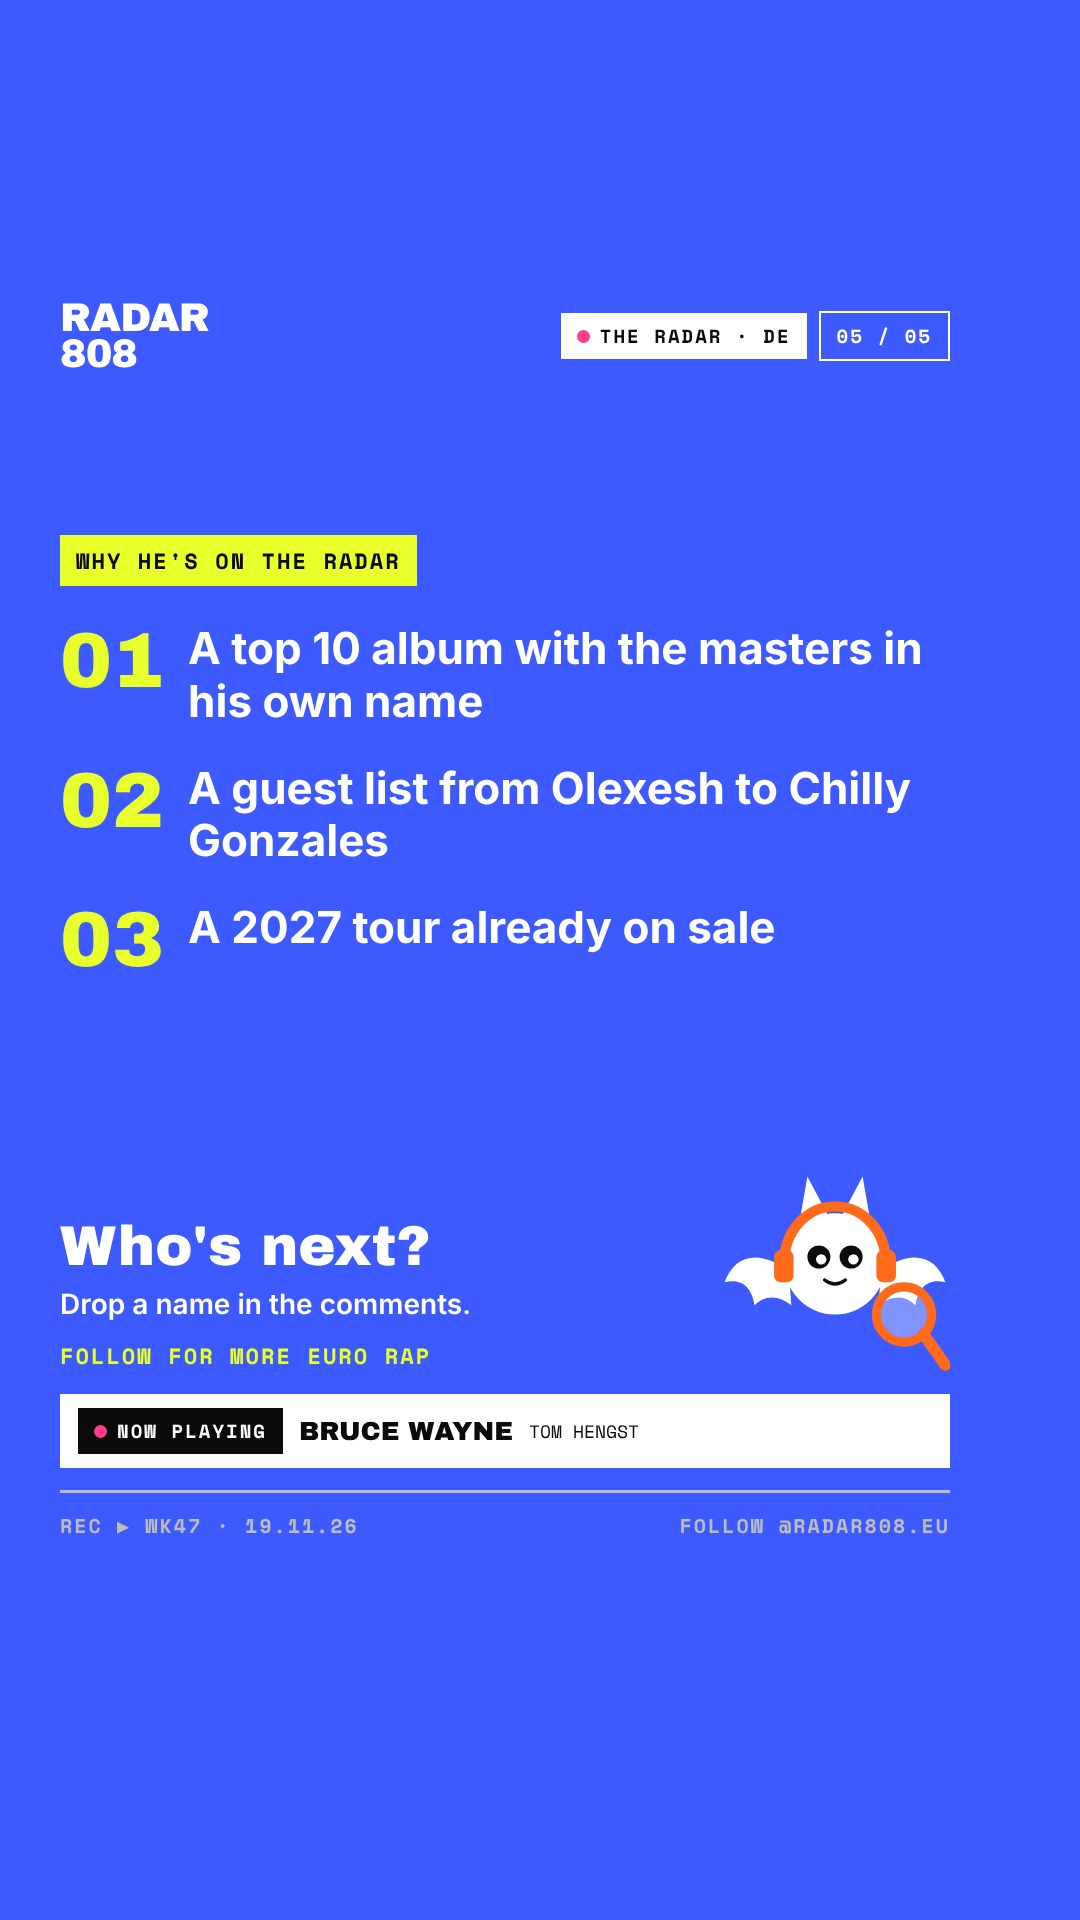 RADAR
808
THE RADAR · DE
05 / 05
WHY HE'S ON THE RADAR
01 A top 10 album with the masters in
his own name
02 A guest list from Olexesh to Chilly
Gonzales
03 A 2027 tour already on sale
Who's next?
Drop a name in the comments.
FOLLOW FOR MORE EURO RAP
NOW PLAYING BRUCE WAYNE TOM HENGST
REC ▶ WK47 · 19.11.26
FOLLOW @RADAR808.EU